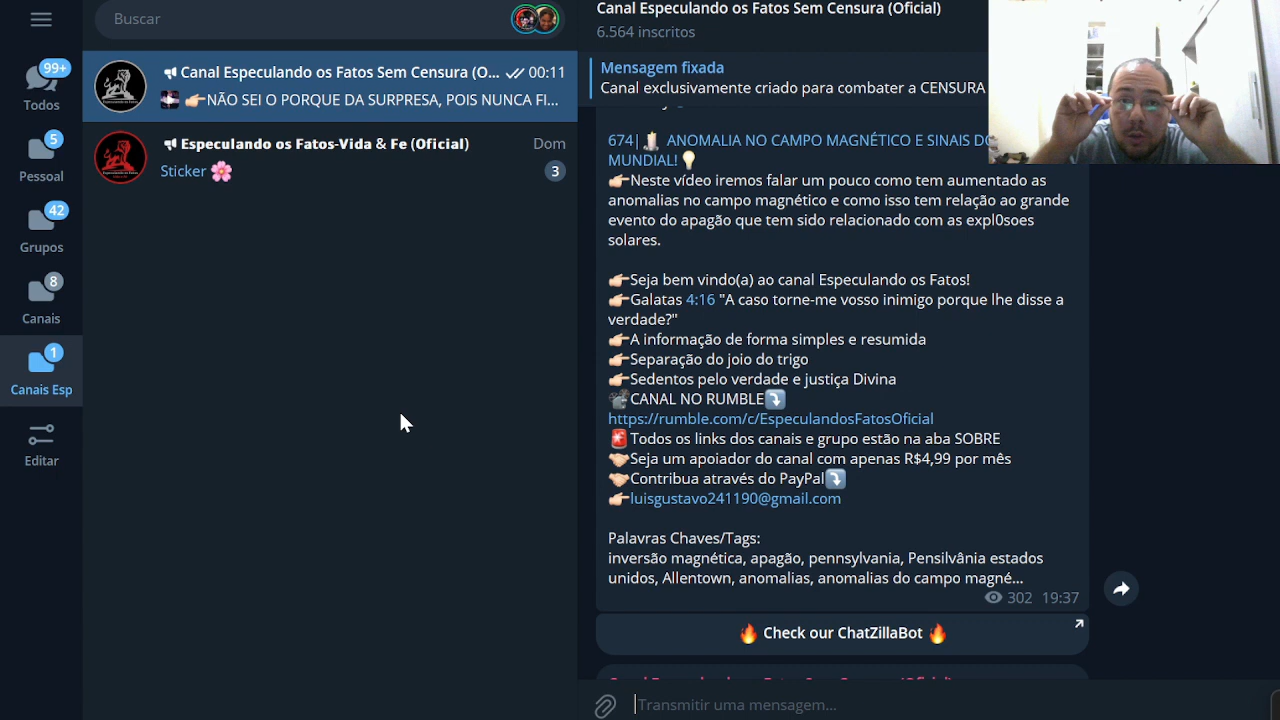 Buscar
99+
Todos
5
Pessoal
42
Grupos
8
Canais
1
Canais Esp
Editar
Canal Especulando os Fatos Sem Censura (O... 00:11
👉NÃO SEI O PORQUE DA SURPRESA, POIS NUNCA FI...
Especulando os Fatos-Vida & Fe (Oficial) Dom
Sticker 🌸 3
Canal Especulando os Fatos Sem Censura (Oficial)
6.564 inscritos
Mensagem fixada
Canal exclusivamente criado para combater a CENSURA
674| ANOMALIA NO CAMPO MAGNÉTICO E SINAIS DO
MUNDIAL!💡
👉Neste vídeo iremos falar um pouco como tem aumentado as
anomalias no campo magnético e como isso tem relação ao grande
evento do apagão que tem sido relacionado com as expl0soes
solares.
👉Seja bem vindo(a) ao canal Especulando os Fatos!
👉Galatas 4:16 "A caso torne-me vosso inimigo porque lhe disse a
verdade?"
👉A informação de forma simples e resumida
👉Separação do joio do trigo
👉Sedentos pelo verdade e justiça Divina
🎥CANAL NO RUMBLE⤵️
https://rumble.com/c/EspeculandosFatosOficial
🚨Todos os links dos canais e grupo estão na aba SOBRE
🤝Seja um apoiador do canal com apenas R$4,99 por mês
🤝Contribua através do PayPal⤵️
👉luisgustavo241190@gmail.com
Palavras Chaves/Tags:
inversão magnética, apagão, pennsylvania, Pensilvânia estados
unidos, Allentown, anomalias, anomalias do campo magné...
302 19:37
🔥 Check our ChatZillaBot 🔥
Transmitir uma mensagem...